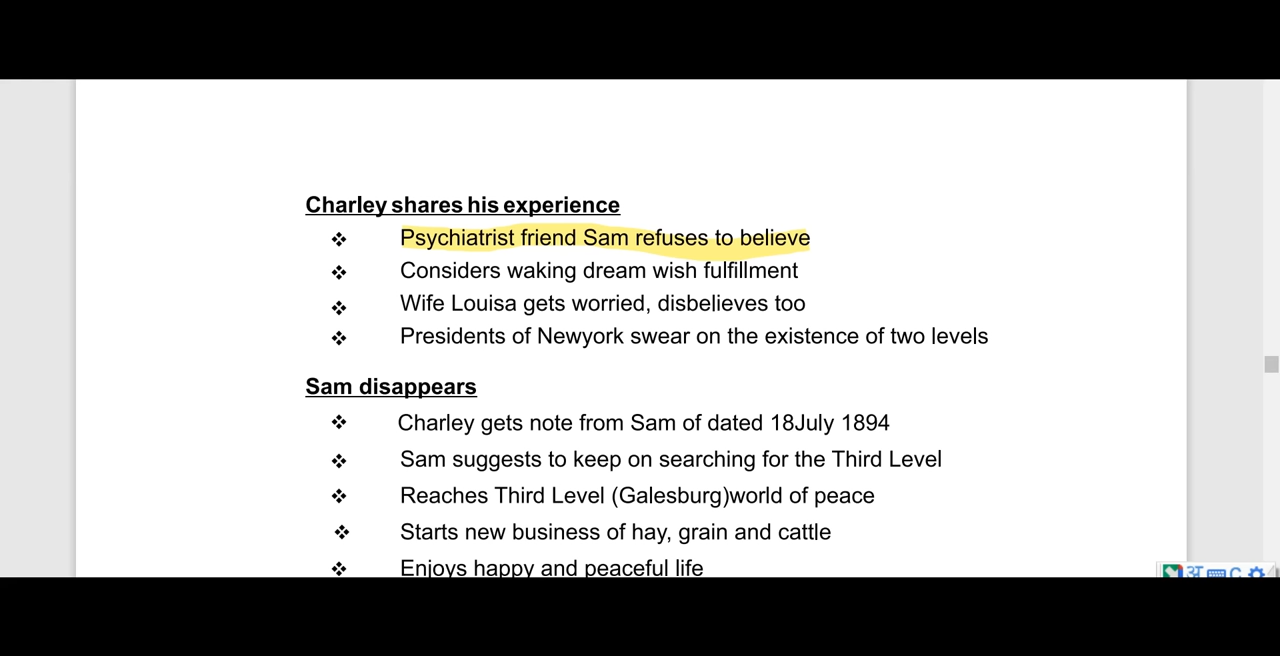 Charley shares his experience
❖ Psychiatrist friend Sam refuses to believe
❖ Considers waking dream wish fulfillment
❖ Wife Louisa gets worried, disbelieves too
❖ Presidents of Newyork swear on the existence of two levels
Sam disappears
❖ Charley gets note from Sam of dated 18July 1894
❖ Sam suggests to keep on searching for the Third Level
❖ Reaches Third Level (Galesburg)world of peace
❖ Starts new business of hay, grain and cattle
❖ Enjoys happy and peaceful life
अ